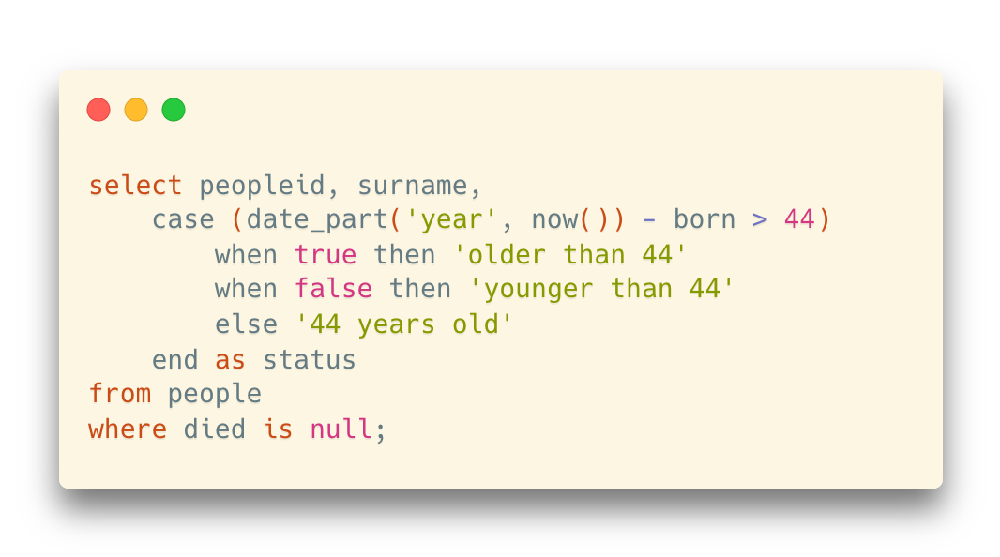 select peopleid, surname,
    case (date_part('year', now()) - born > 44)
        when true then 'older than 44'
        when false then 'younger than 44'
        else '44 years old'
    end as status
from people
where died is null;